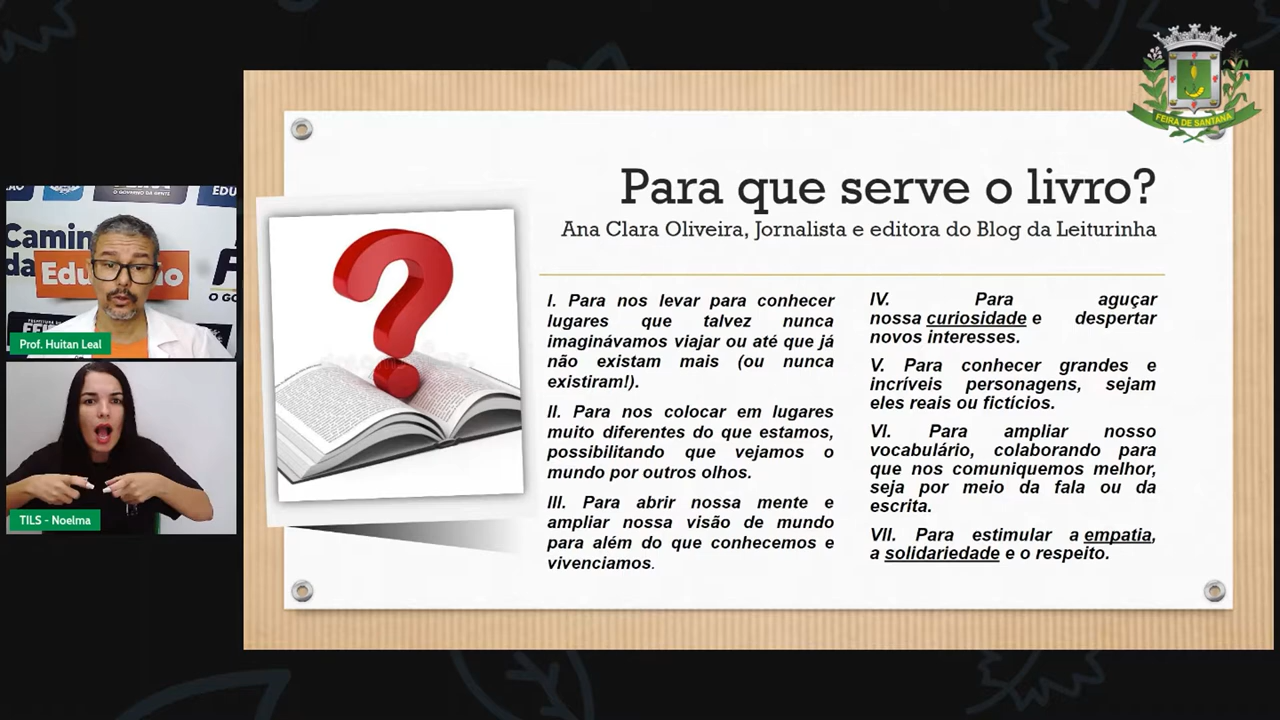 FEIRA DE SANTANA
Para que serve o livro?
Ana Clara Oliveira, Jornalista e editora do Blog da Leiturinha
I. Para nos levar para conhecer
lugares que talvez nunca
imaginávamos viajar ou até que já
não existam mais (ou nunca
existiram!).
II. Para nos colocar em lugares
muito diferentes do que estamos,
possibilitando que vejamos o
mundo por outros olhos.
III. Para abrir nossa mente e
ampliar nossa visão de mundo
para além do que conhecemos e
vivenciamos.
IV. Para aguçar
nossa curiosidade e despertar
novos interesses.
V. Para conhecer grandes e
incríveis personagens, sejam
eles reais ou fictícios.
VI. Para ampliar nosso
vocabulário, colaborando para
que nos comuniquemos melhor,
seja por meio da fala ou da
escrita.
VII. Para estimular a empatia,
a solidariedade e o respeito.
EDU
Camin
da
Edu
ão
Prof. Huitan Leal
TILS - Noelma